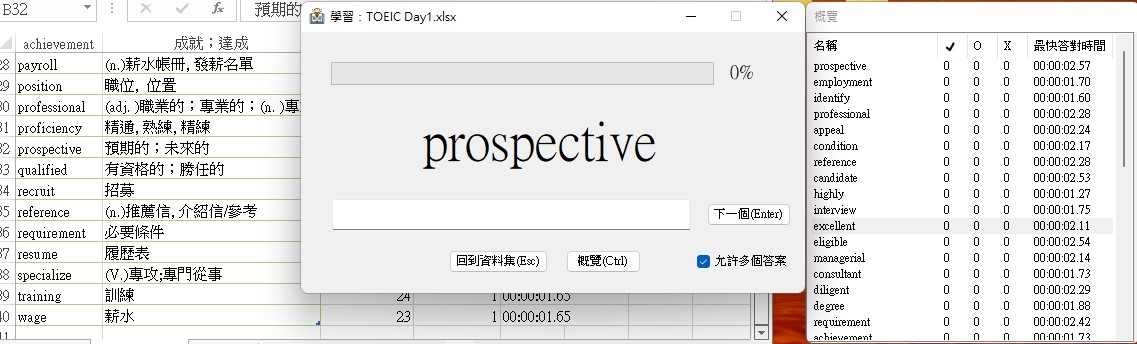 B32 預期的
achievement 成就；達成
28 payroll (n.)薪水帳冊, 發薪名單
29 position 職位, 位置
30 professional (adj. )職業的；專業的；(n. )專
31 proficiency 精通, 熟練, 精練
32 prospective 預期的；未來的
33 qualified 有資格的；勝任的
34 recruit 招募
35 reference (n.)推薦信, 介紹信/參考
36 requirement 必要條件
37 resume 履歷表
38 specialize (V.)專攻;專門從事
39 training 訓練 24 1 00:00:01.65
40 wage 薪水 23 1 00:00:01.65
學習：TOEIC Day1.xlsx
0%
prospective
下一個(Enter)
回到資料集(Esc) 概覽(Ctrl) 允許多個答案
概覽
名稱 ✔ O X 最快答對時間
prospective 0 0 0 00:00:02.57
employment 0 0 0 00:00:01.70
identify 0 0 0 00:00:01.60
professional 0 0 0 00:00:02.28
appeal 0 0 0 00:00:02.24
condition 0 0 0 00:00:02.17
reference 0 0 0 00:00:02.28
candidate 0 0 0 00:00:02.53
highly 0 0 0 00:00:01.27
interview 0 0 0 00:00:01.75
excellent 0 0 0 00:00:02.11
eligible 0 0 0 00:00:02.54
managerial 0 0 0 00:00:02.14
consultant 0 0 0 00:00:01.73
diligent 0 0 0 00:00:02.29
degree 0 0 0 00:00:01.88
requirement 0 0 0 00:00:02.42
achievement 0 0 0 00:00:01.73